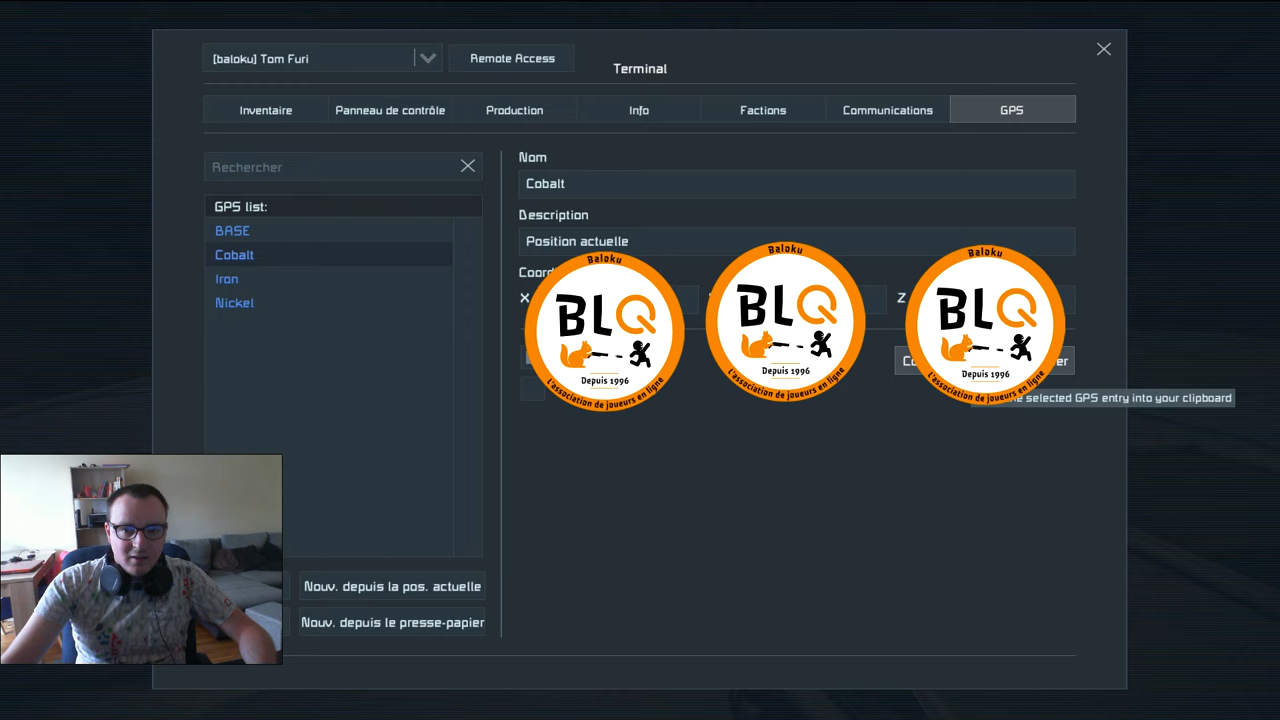 [baloku] Tom Furi
Remote Access
Terminal
Inventaire
Panneau de contrôle
Production
Info
Factions
Communications
GPS
Rechercher
GPS list:
BASE
Cobalt
Iron
Nickel
Nouv. depuis la pos. actuelle
Nouv. depuis le presse-papier
Nom
Cobalt
Description
Position actuelle
X
Z
selected GPS entry into your clipboard
Baloku
BLQ
Depuis 1996
L'association de joueurs en ligne
Baloku
BLQ
Depuis 1996
L'association de joueurs en ligne
Baloku
BLQ
Depuis 1996
L'association de joueurs en ligne